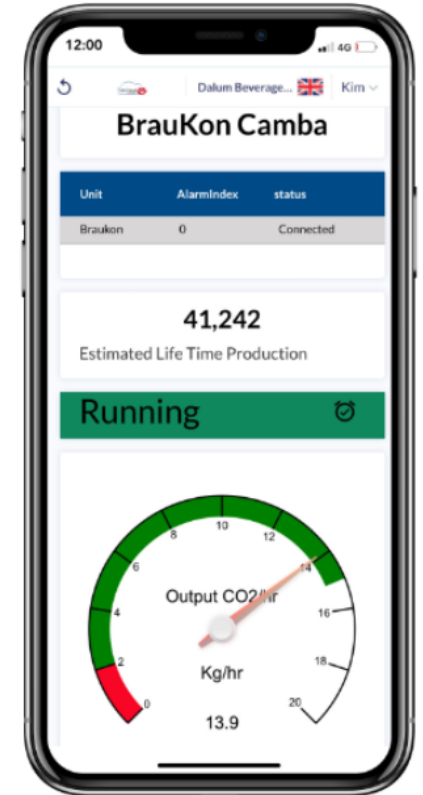 12:00 4G
Dalum Beverage... Kim
BrauKon Camba
Unit AlarmIndex status
Braukon 0 Connected
41,242
Estimated Life Time Production
Running
0 2 4 6 8 10 12 14 16 18 20
Output CO2/hr
Kg/hr
13.9